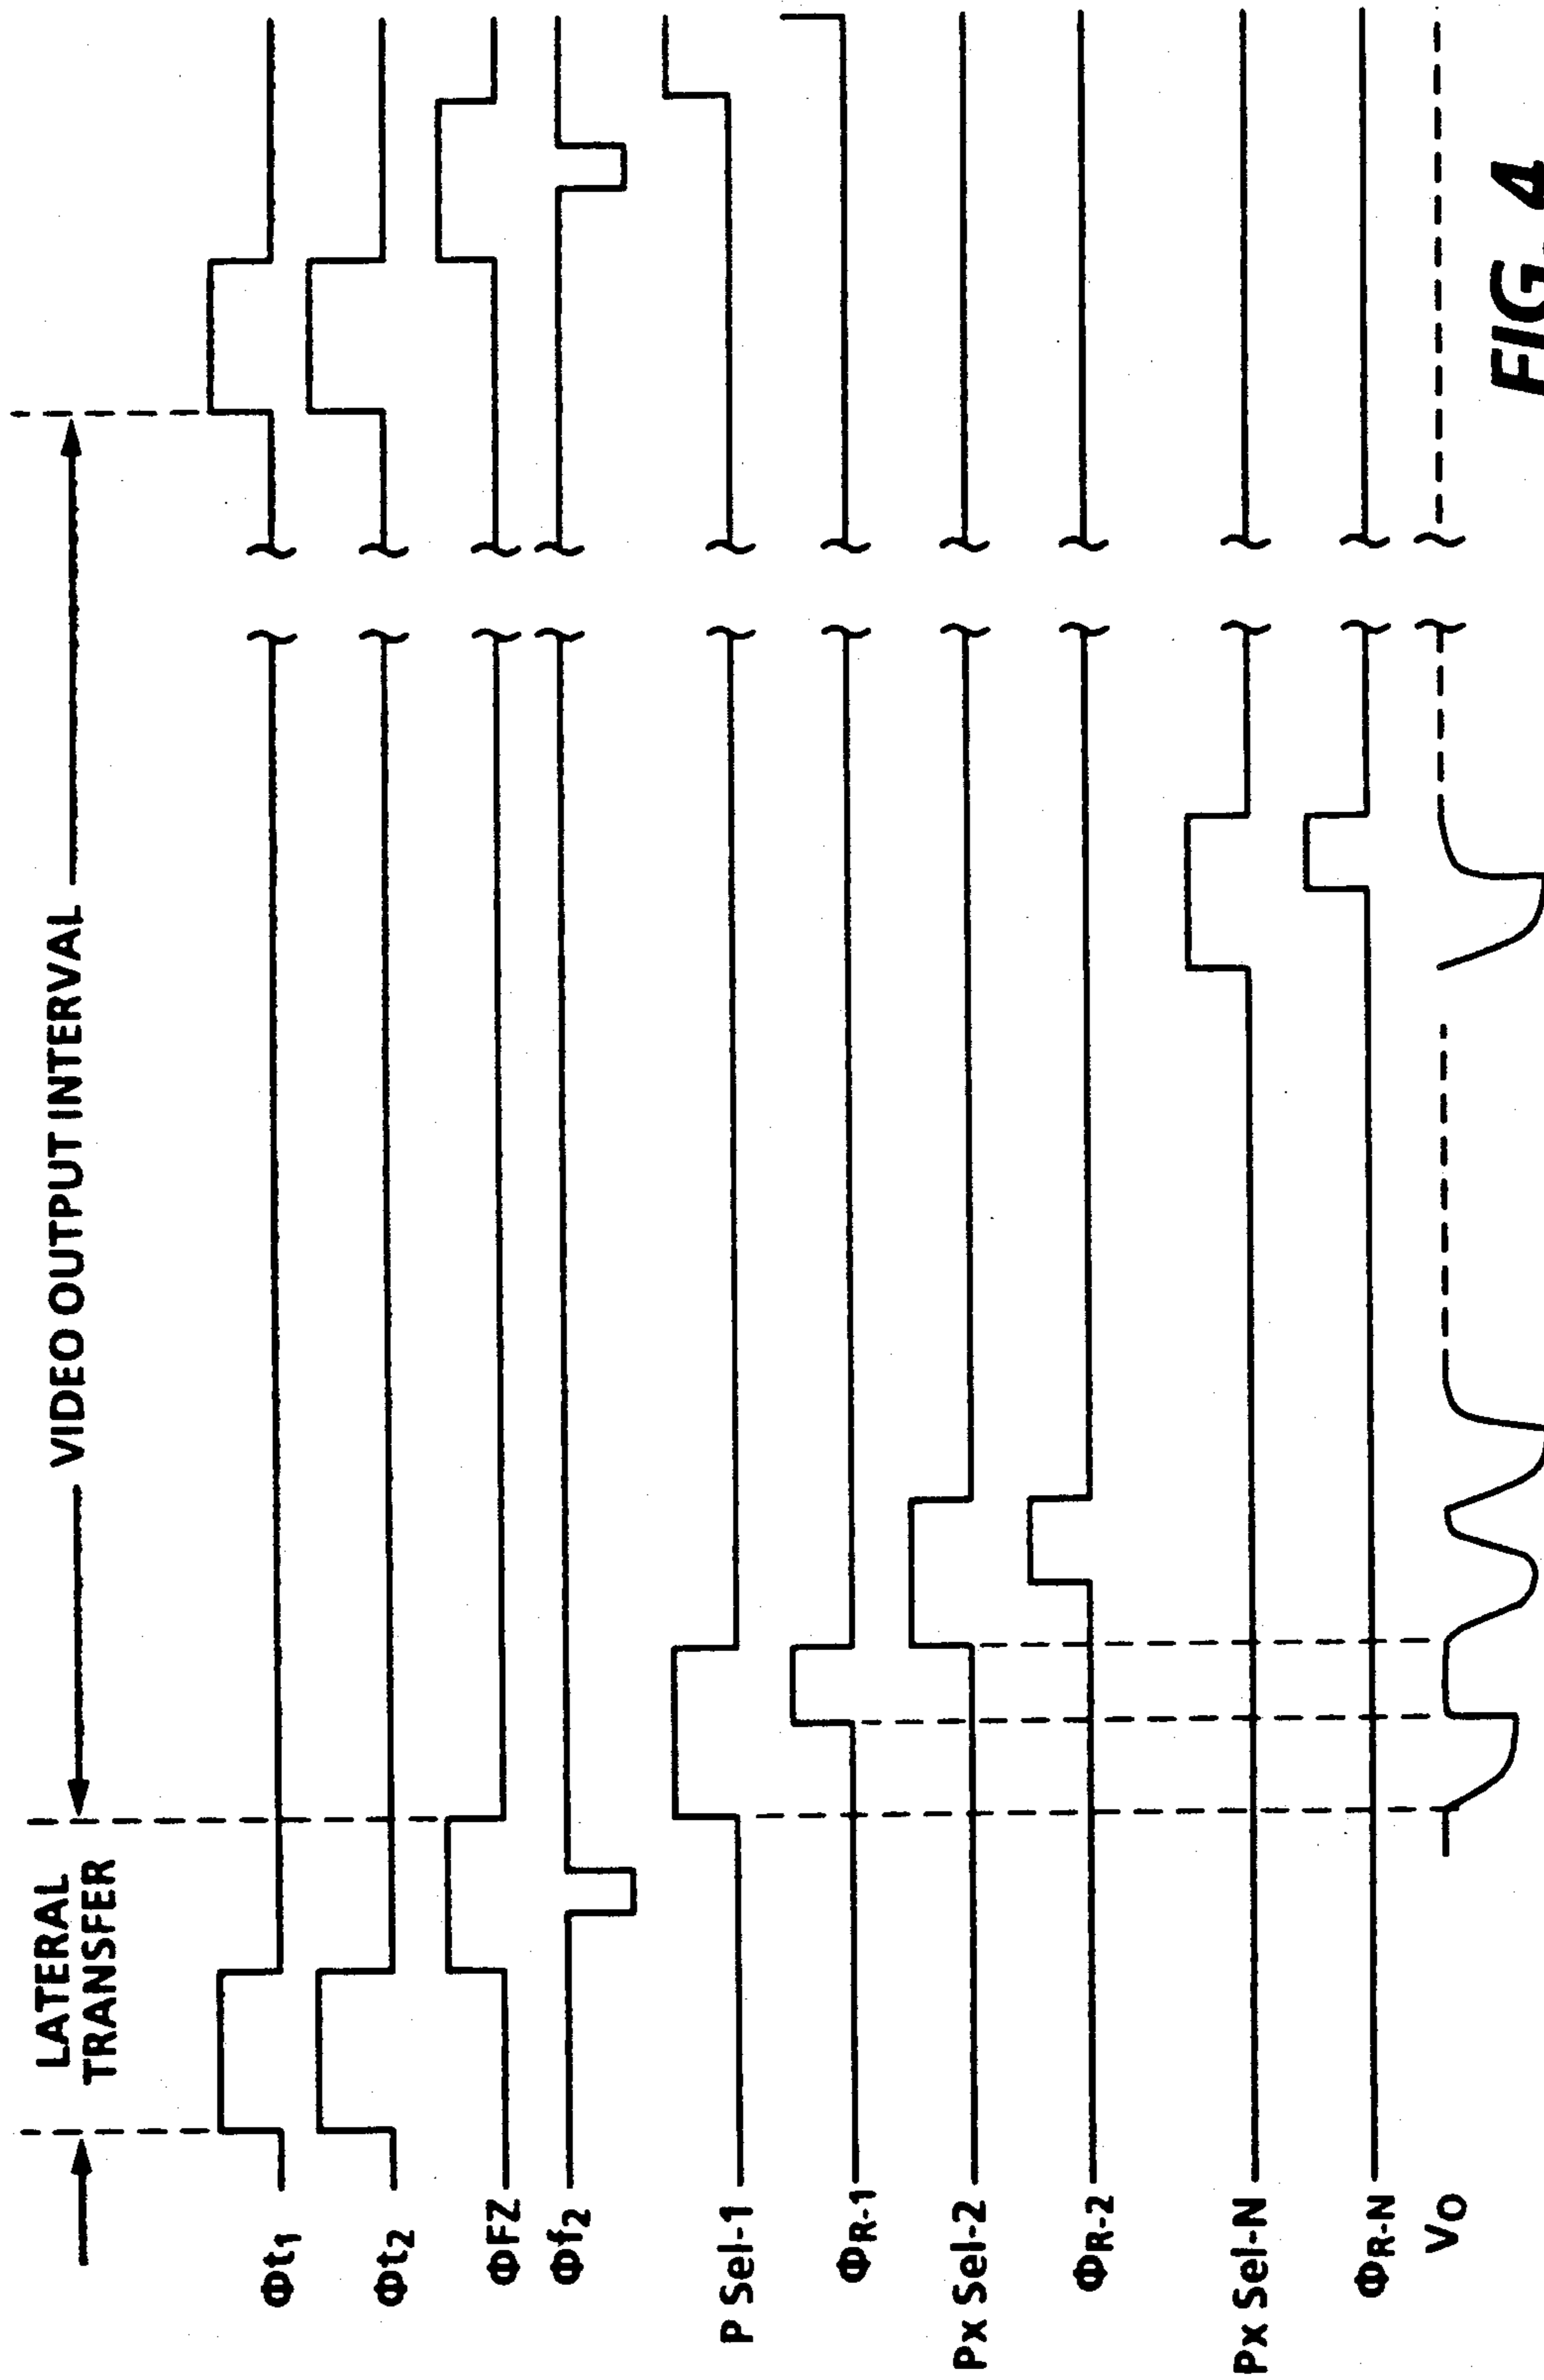 LATERAL
TRANSFER
VIDEO OUTPUT INTERVAL
Φt1
Φt2
ΦFZ
Φf2
P Sel-1
ΦR-1
Px Sel-2
ΦR-2
Px Sel-N
ΦR-N
VO
FIG. 4